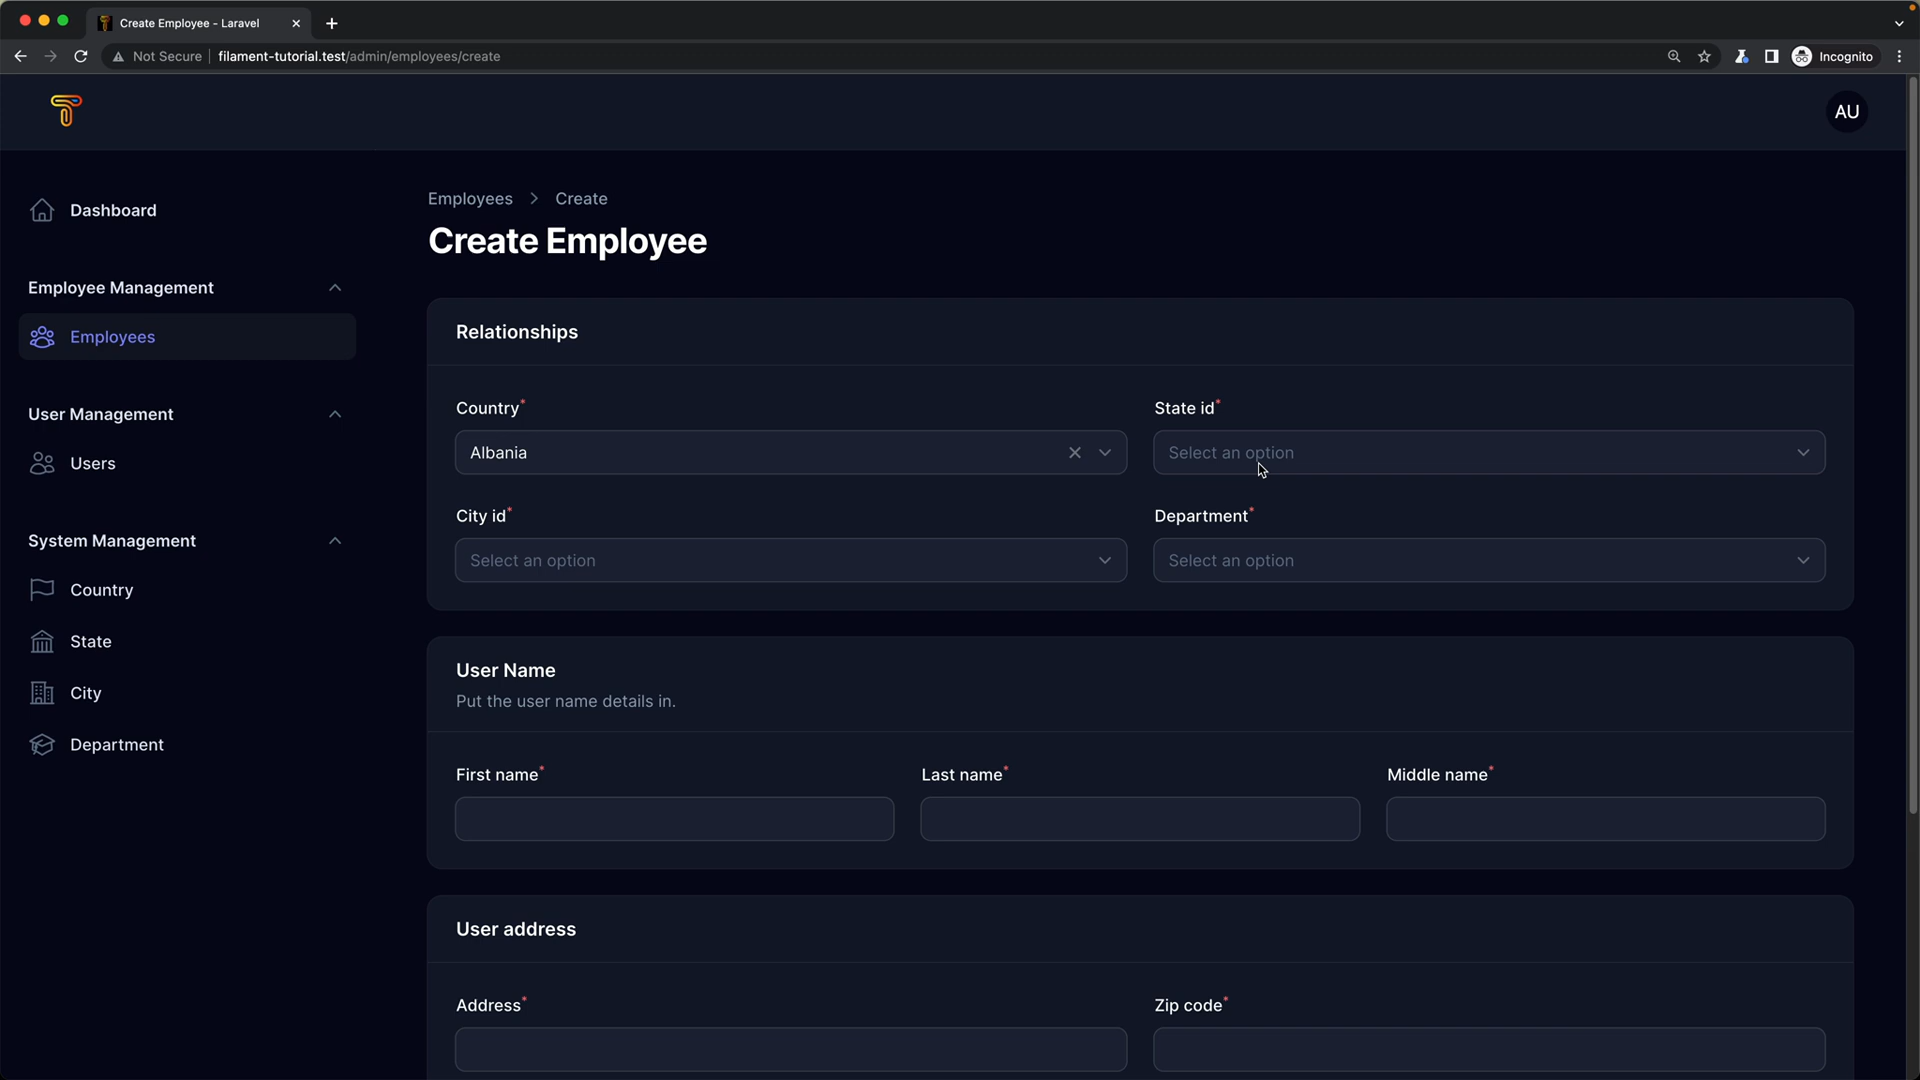 Create Employee - Laravel
Not Secure filament-tutorial.test/admin/employees/create Incognito
AU
Dashboard
Employee Management
Employees
User Management
Users
System Management
Country
State
City
Department
Employees > Create
Create Employee
Relationships
Country* State id*
Albania Select an option
City id* Department*
Select an option Select an option
User Name
Put the user name details in.
First name* Last name* Middle name*
User address
Address* Zip code*